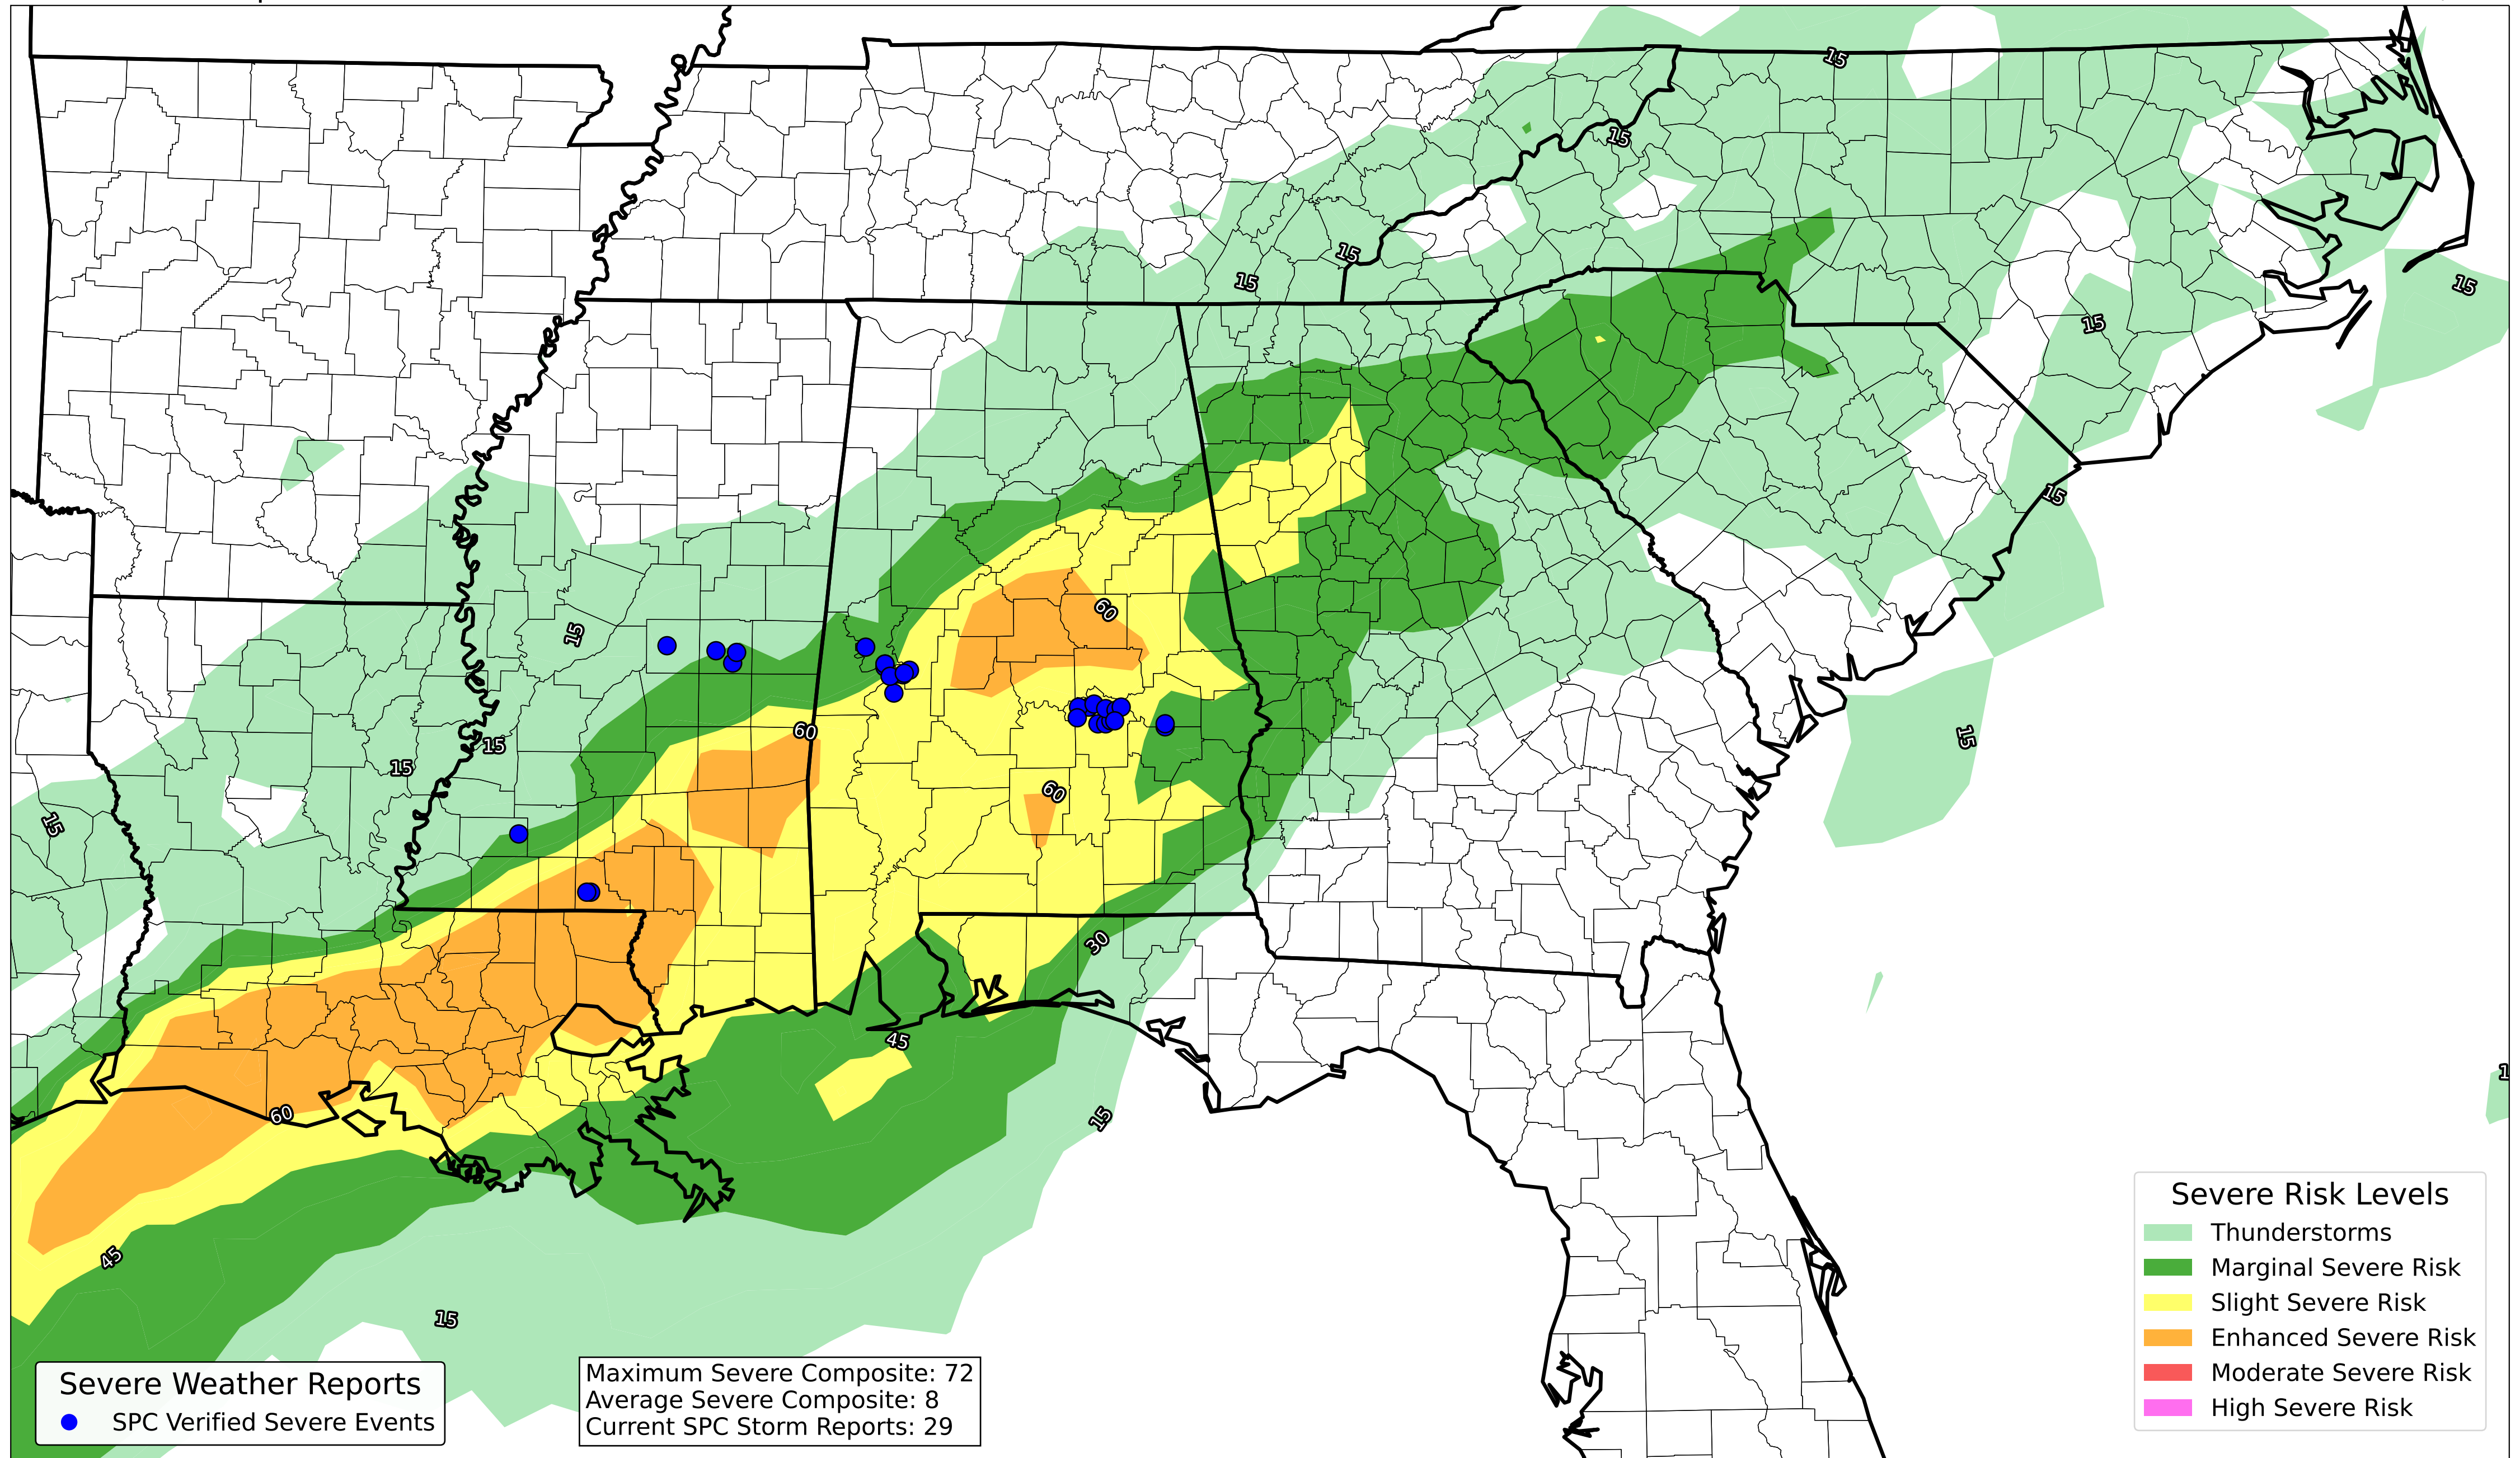 15
15
15
15
15
15
15
60
15
60
15
15
15
60
15
30
45
1
60
15
45
15
Severe Weather Reports
SPC Verified Severe Events
Maximum Severe Composite: 72
Average Severe Composite: 8
Current SPC Storm Reports: 29
Severe Risk Levels
Thunderstorms
Marginal Severe Risk
Slight Severe Risk
Enhanced Severe Risk
Moderate Severe Risk
High Severe Risk